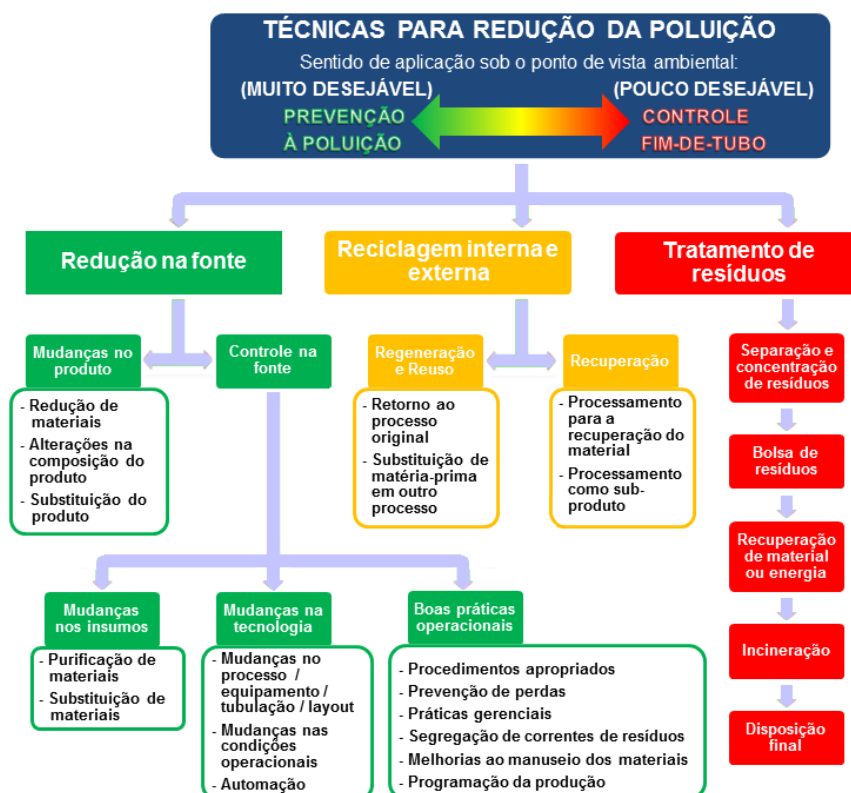 TÉCNICAS PARA REDUÇÃO DA POLUIÇÃO
Sentido de aplicação sob o ponto de vista ambiental:
(MUITO DESEJÁVEL)
(POUCO DESEJÁVEL)
PREVENÇÃO
À POLUIÇÃO
CONTROLE
FIM-DE-TUBO
Redução na fonte
Reciclagem interna e
externa
Tratamento de
resíduos
Mudanças no
produto
- Redução de
materiais
- Alterações na
composição do
produto
- Substituição do
produto
Controle na
fonte
Regeneração
e Reuso
- Retorno ao
processo
original
- Substituição de
matéria-prima
em outro
processo
Recuperação
- Processamento
para a
recuperação do
material
- Processamento
como sub-
produto
Separação e
concentração
de resíduos
Bolsa de
resíduos
Recuperação
de material
ou energia
Incineração
Disposição
final
Mudanças
nos insumos
- Purificação de
materiais
- Substituição de
materiais
Mudanças na
tecnologia
- Mudanças no
processo /
equipamento /
tubulação / layout
- Mudanças nas
condições
operacionais
- Automação
Boas práticas
operacionais
- Procedimentos apropriados
- Prevenção de perdas
- Práticas gerenciais
- Segregação de correntes de resíduos
- Melhorias ao manuseio dos materiais
- Programação da produção